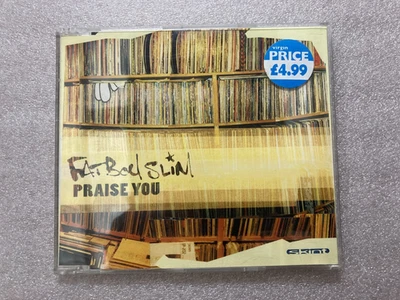 virgin
PRICE
£4.99
FATBOY SLIM
PRAISE YOU
skint